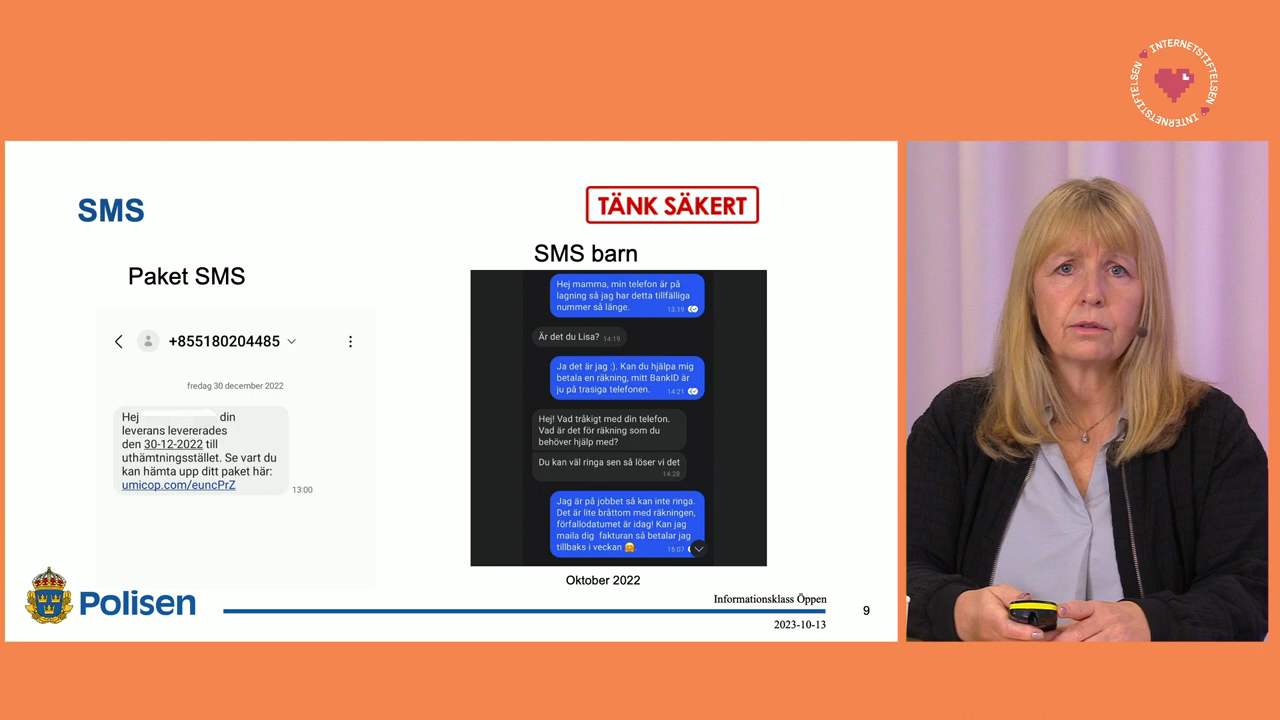 INTERNETSTIFTELSEN INTERNETSTIFTELSEN
SMS
TÄNK SÄKERT
Paket SMS
+855180204485
fredag 30 december 2022
Hej din
leverans levererades
den 30-12-2022 till
uthämtningsstället. Se vart du
kan hämta upp ditt paket här:
umicop.com/euncPrZ
13:00
SMS barn
Hej mamma, min telefon är på
lagning så jag har detta tillfälliga
nummer så länge.
13:19
Är det du Lisa?
14:19
Ja det är jag :). Kan du hjälpa mig
betala en räkning, mitt BankID är
ju på trasiga telefonen.
14:21
Hej! Vad tråkigt med din telefon.
Vad är det för räkning som du
behöver hjälp med?
Du kan väl ringa sen så löser vi det
14:28
Jag är på jobbet så kan inte ringa.
Det är lite bråttom med räkningen,
förfallodatumet är idag! Kan jag
maila dig fakturan så betalar jag
tillbaks i veckan 🤗.
15:07
Oktober 2022
Polisen
Informationsklass Öppen
2023-10-13
9